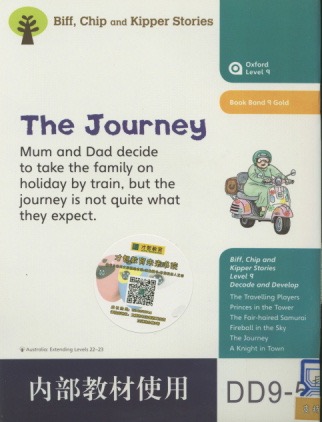 Biff, Chip and Kipper Stories
Oxford
Level 9
Book Band 9 Gold
The Journey
Mum and Dad decide
to take the family on
holiday by train, but the
journey is not quite what
they expect.
Biff, Chip and
Kipper Stories
Level 9
Decode and Develop
The Travelling Players
Princes in the Tower
The Fair-haired Samurai
Fireball in the Sky
The Journey
A Knight in Town
Australia: Extending Levels 22–23
内部教材使用
DD9-